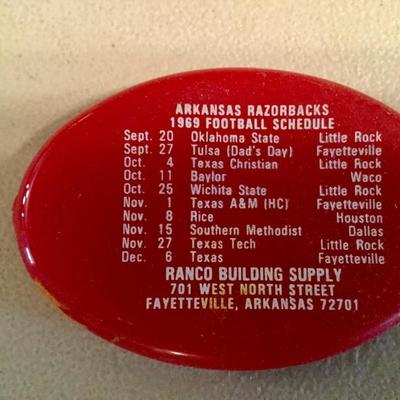 ARKANSAS RAZORBACKS
1969 FOOTBALL SCHEDULE
Sept. 20 Oklahoma State Little Rock
Sept. 27 Tulsa (Dad's Day) Fayetteville
Oct. 4 Texas Christian Little Rock
Oct. 11 Baylor Waco
Oct. 25 Wichita State Little Rock
Nov. 1 Texas A&M (HC) Fayetteville
Nov. 8 Rice Houston
Nov. 15 Southern Methodist Dallas
Nov. 27 Texas Tech Little Rock
Dec. 6 Texas Fayetteville
RANCO BUILDING SUPPLY
701 WEST NORTH STREET
FAYETTEVILLE, ARKANSAS 72701